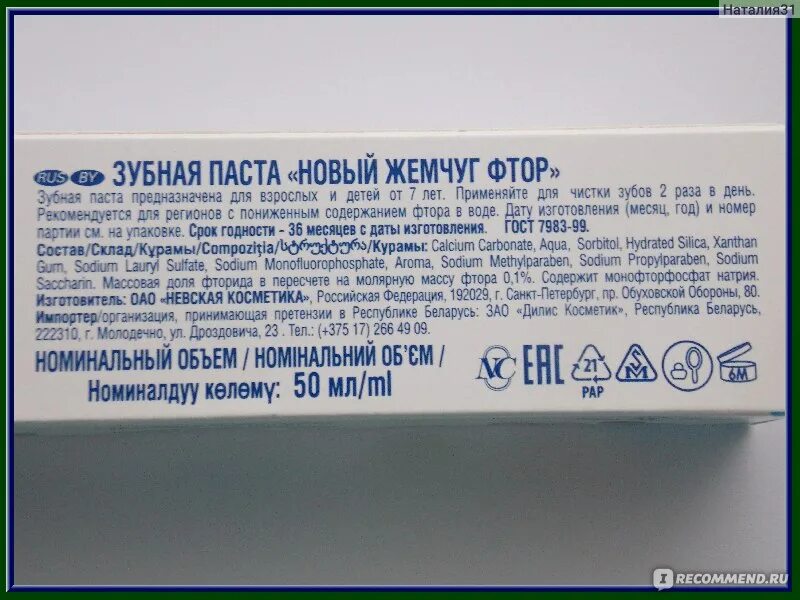 Наталия31
RUS BY ЗУБНАЯ ПАСТА «НОВЫЙ ЖЕМЧУГ ФТОР»
Зубная паста предназначена для взрослых и детей от 7 лет. Применяйте для чистки зубов 2 раза в день.
Рекомендуется для регионов с пониженным содержанием фтора в воде. Дату изготовления (месяц, год) и номер
партии см. на упаковке. Срок годности - 36 месяцев с даты изготовления. ГОСТ 7983-99.
Состав/Склад/Құрамы/Compoziția/სტრუქტურა/Курамы: Calcium Carbonate, Aqua, Sorbitol, Hydrated Silica, Xanthan
Gum, Sodium Lauryl Sulfate, Sodium Monofluorophosphate, Aroma, Sodium Methylparaben, Sodium Propylparaben, Sodium
Saccharin. Массовая доля фторида в пересчете на молярную массу фтора 0,1%. Содержит монофторфосфат натрия.
Изготовитель: ОАО «НЕВСКАЯ КОСМЕТИКА», Российская Федерация, 192029, г. Санкт-Петербург, пр. Обуховской Обороны, 80.
Импортер/организация, принимающая претензии в Республике Беларусь: ЗАО «Дилис Косметик», Республика Беларусь,
222310, г. Молодечно, ул. Дроздовича, 23 . Тел.: (+375 17) 266 49 09.
НОМИНАЛЬНЫЙ ОБЪЕМ / НОМІНАЛЬНИЙ ОБ'ЄМ /
Номиналдуу көлөмү: 50 мл/ml
EAC 21 PAP 6M
IRECOMMEND.RU